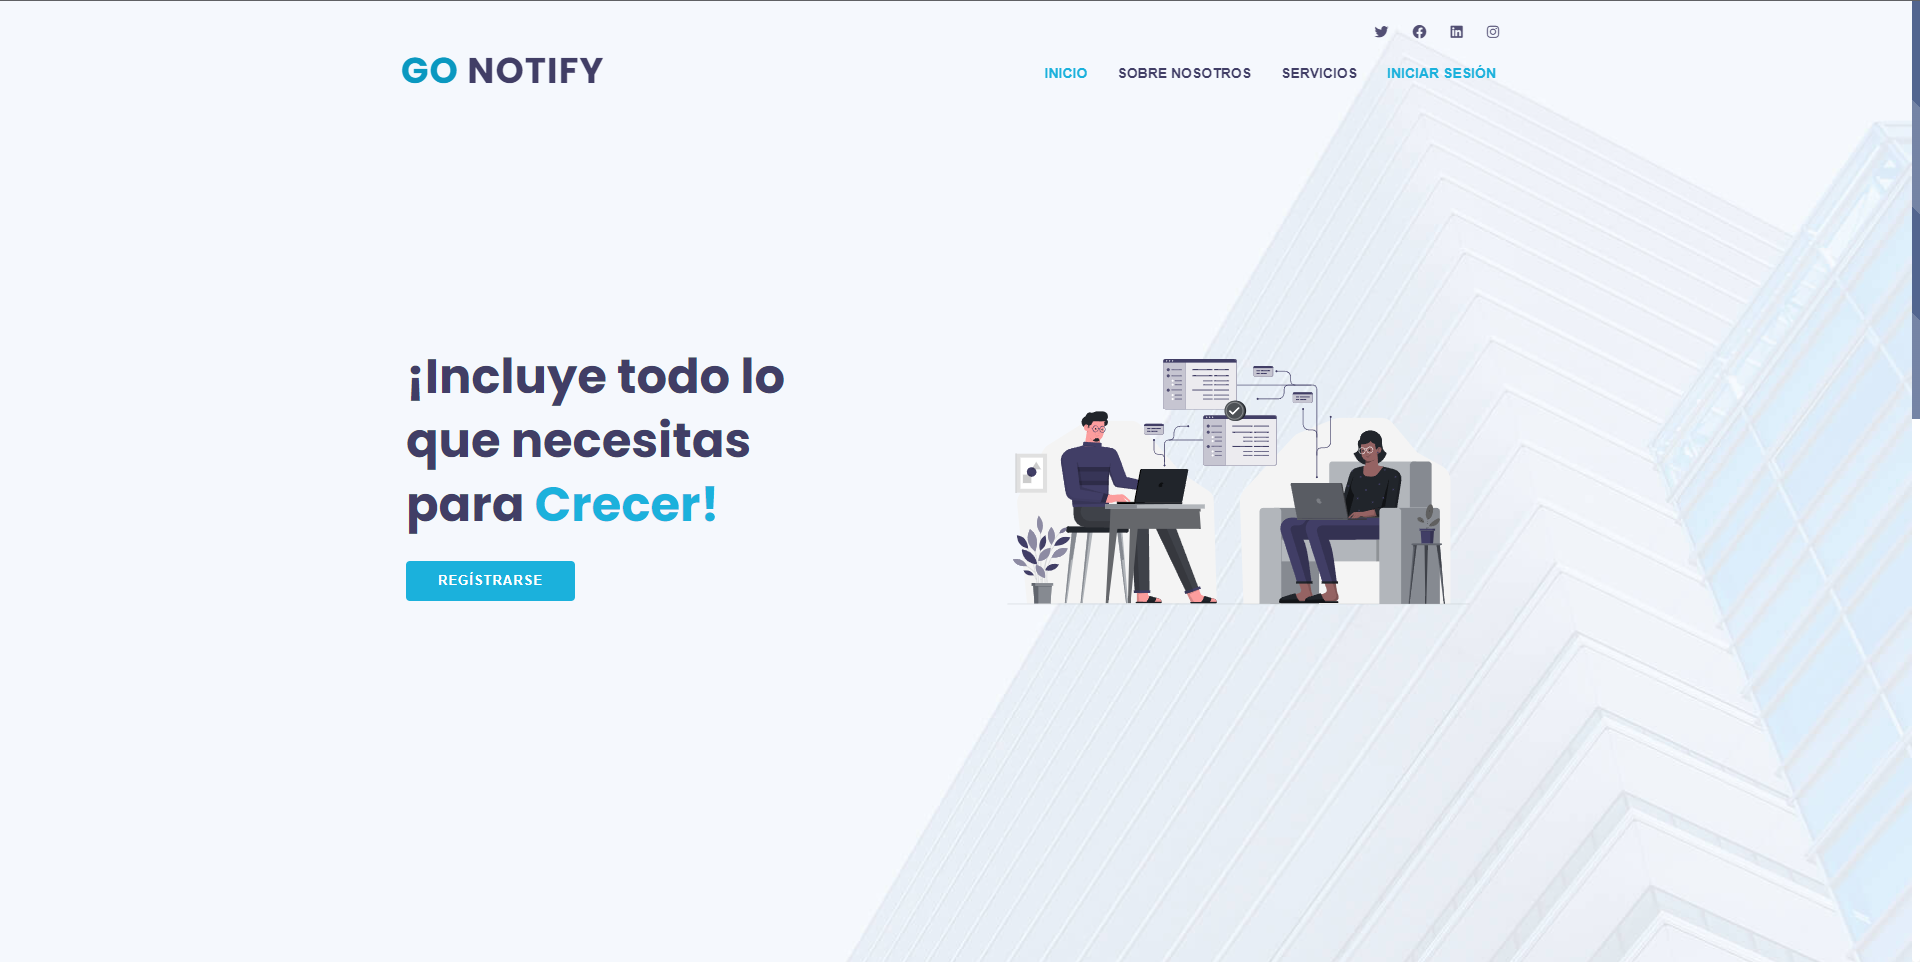 GO NOTIFY
INICIO SOBRE NOSOTROS SERVICIOS INICIAR SESIÓN
¡Incluye todo lo
que necesitas
para Crecer!
REGÍSTRARSE